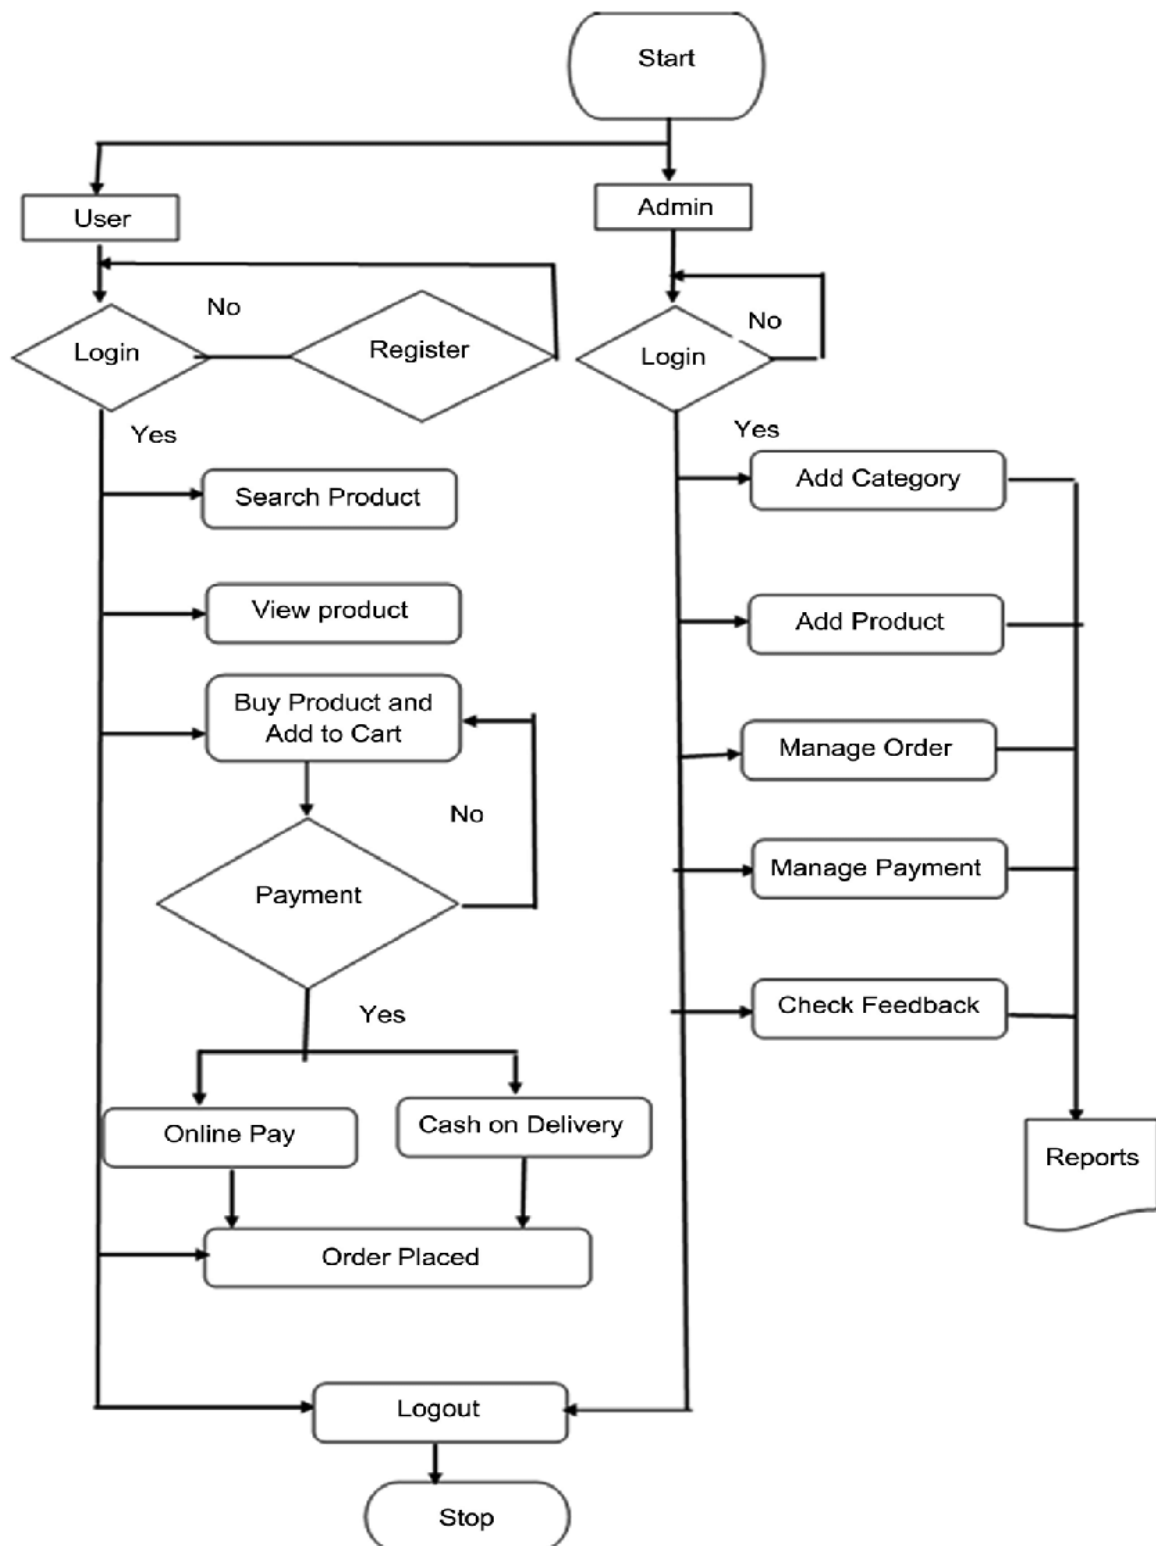 Start
User
Admin
No
Login
Register
No
Login
Yes
Yes
Search Product
Add Category
View product
Add Product
Buy Product and
Add to Cart
Manage Order
No
Payment
Manage Payment
Yes
Check Feedback
Online Pay
Cash on Delivery
Reports
Order Placed
Logout
Stop